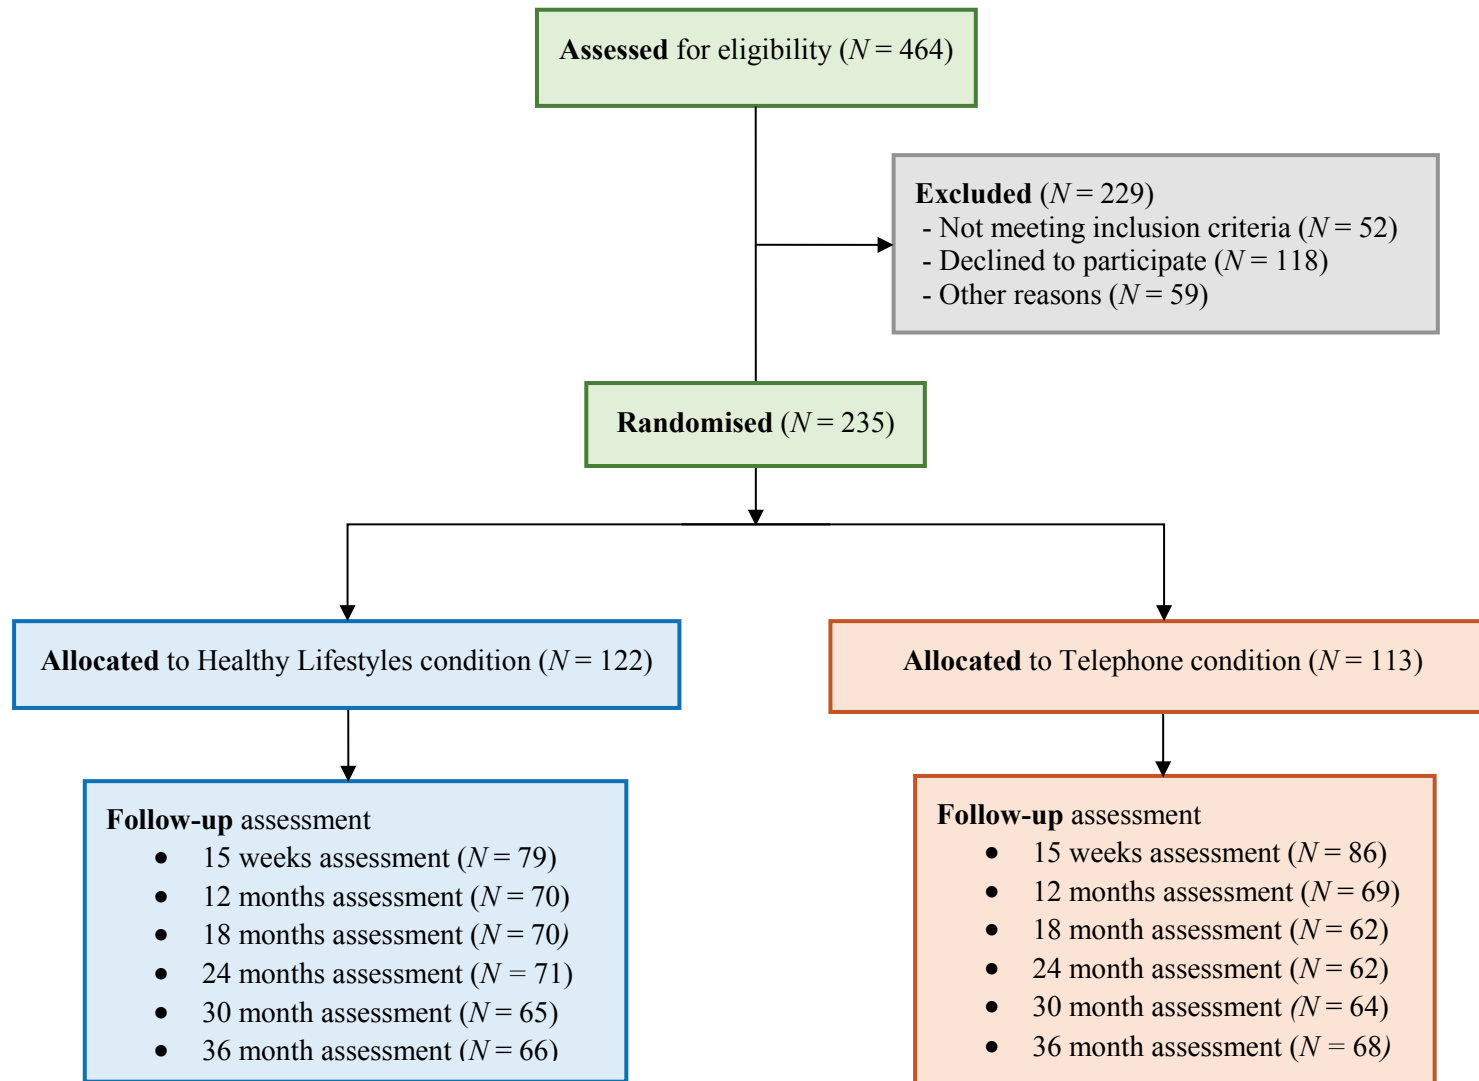 Assessed for eligibility (N = 464)
Excluded (N = 229)
- Not meeting inclusion criteria (N = 52)
- Declined to participate (N = 118)
- Other reasons (N = 59)
Randomised (N = 235)
Allocated to Healthy Lifestyles condition (N = 122)
Allocated to Telephone condition (N = 113)
Follow-up assessment
• 15 weeks assessment (N = 79)
• 12 months assessment (N = 70)
• 18 months assessment (N = 70)
• 24 months assessment (N = 71)
• 30 month assessment (N = 65)
• 36 month assessment (N = 66)
Follow-up assessment
• 15 weeks assessment (N = 86)
• 12 months assessment (N = 69)
• 18 month assessment (N = 62)
• 24 month assessment (N = 62)
• 30 month assessment (N = 64)
• 36 month assessment (N = 68)